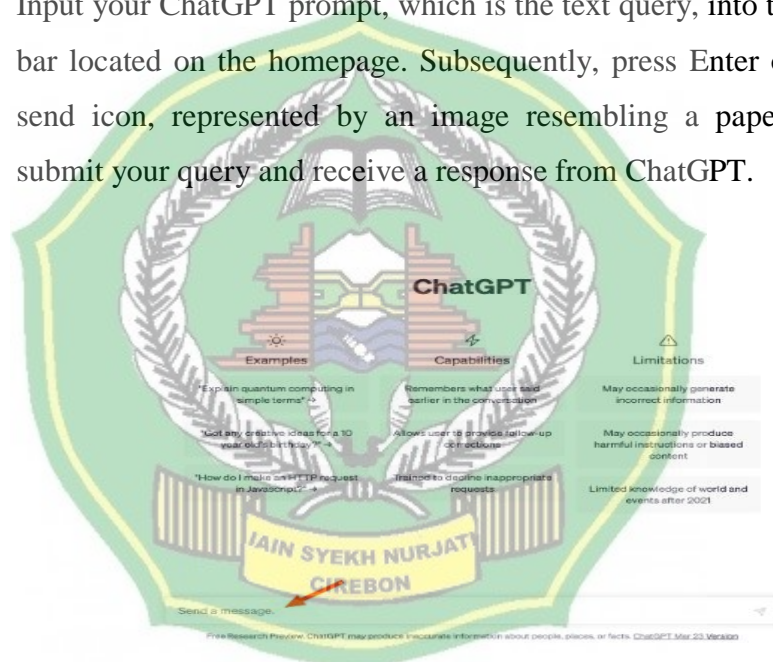 Input your ChatGPT prompt, which is the text query, into t
bar located on the homepage. Subsequently, press Enter
send icon, represented by an image resembling a pape
submit your query and receive a response from ChatGPT.
ChatGPT
Examples
Capabilities
Limitations
"Explain quantum computing in
simple terms" →
Remembers what user said
earlier in the conversation
May occasionally generate
incorrect information
"Got any creative ideas for a 10
year old's birthday?" →
Allows user to provide follow-up
corrections
May occasionally produce
harmful instructions or biased
content
"How do I make an HTTP request
in Javascript?" →
Trained to decline inappropriate
requests
Limited knowledge of world and
events after 2021
IAIN SYEKH NURJATI
CIREBON
Send a message.
Free Research Preview. ChatGPT may produce inaccurate information about people, places, or facts. ChatGPT Mar 23 Version